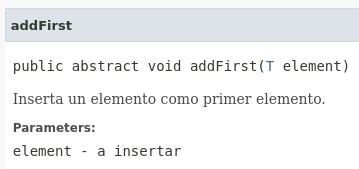 addFirst
public abstract void addFirst(T element)
Inserta un elemento como primer elemento.
Parameters:
element - a insertar